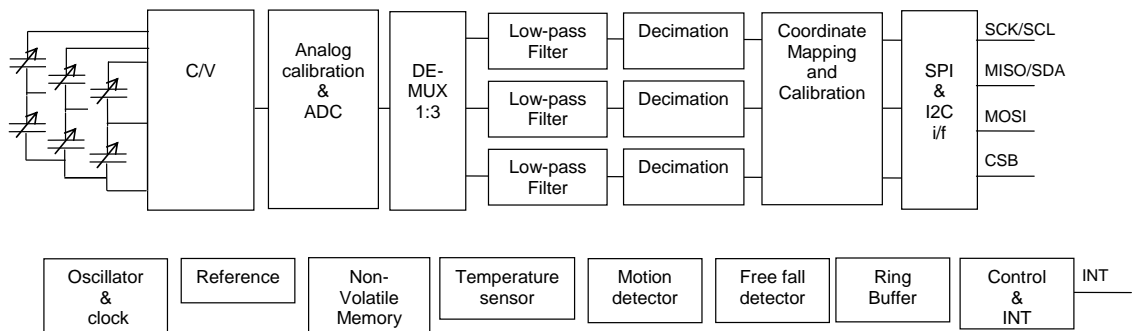 C/V
Analog
calibration
&
ADC
DE-
MUX
1:3
Low-pass
Filter
Decimation
Low-pass
Filter
Decimation
Low-pass
Filter
Decimation
Coordinate
Mapping
and
Calibration
SPI
&
I2C
i/f
SCK/SCL
MISO/SDA
MOSI
CSB
Oscillator
&
clock
Reference
Non-
Volatile
Memory
Temperature
sensor
Motion
detector
Free fall
detector
Ring
Buffer
Control
&
INT
INT